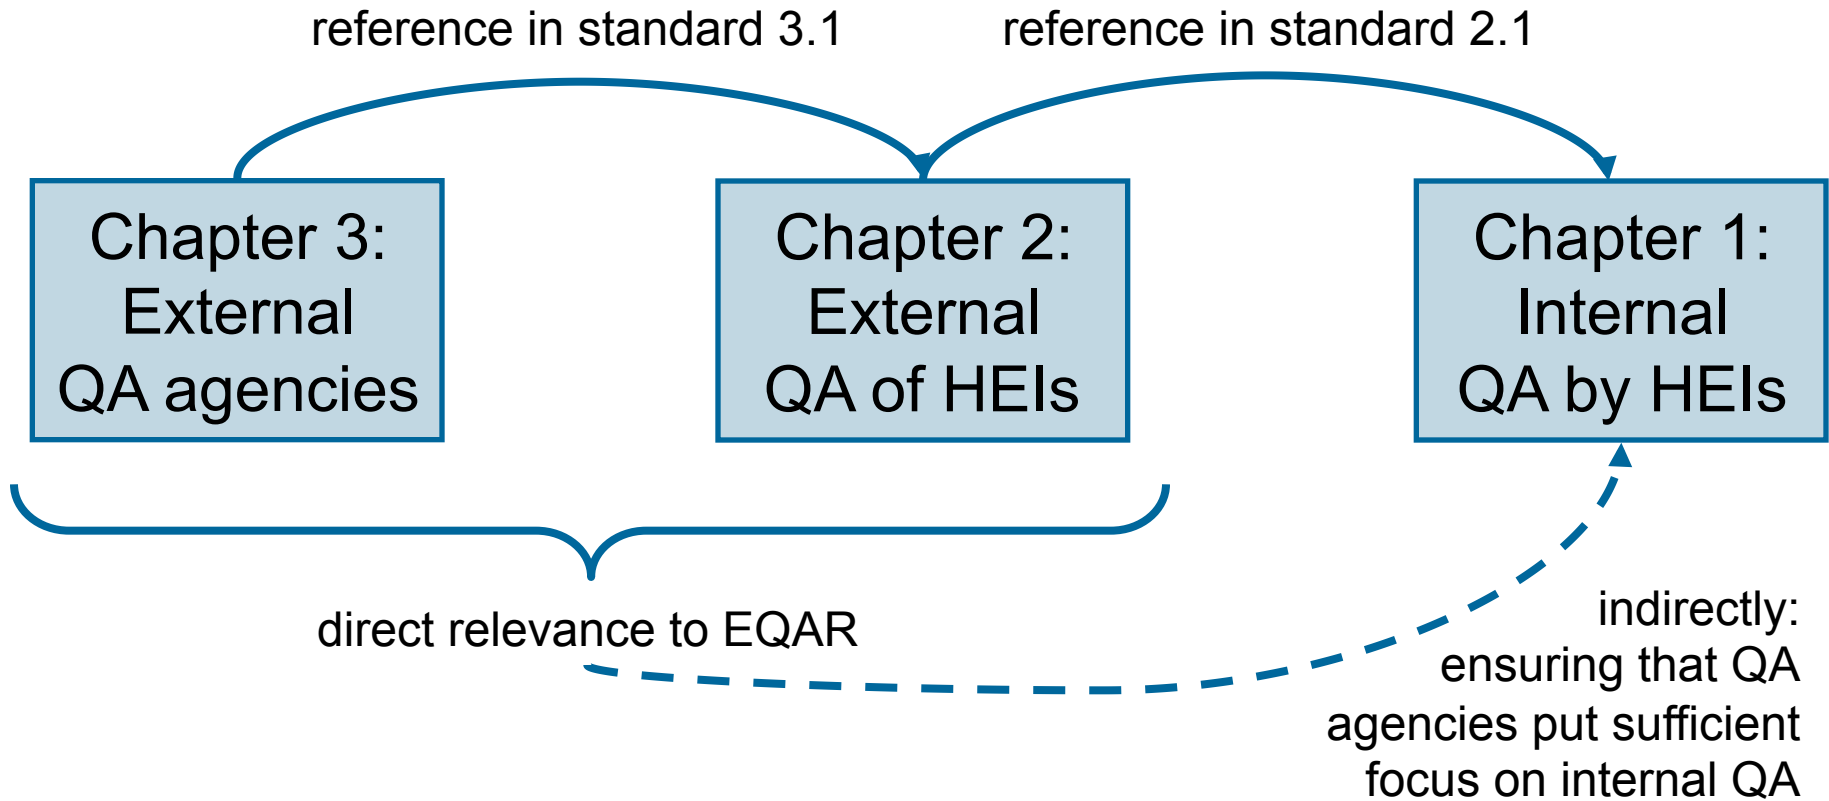 reference in standard 3.1
reference in standard 2.1
Chapter 3:
External
QA agencies
Chapter 2:
External
QA of HEIs
Chapter 1:
Internal
QA by HEIs
direct relevance to EQAR
indirectly:
ensuring that QA
agencies put sufficient
focus on internal QA